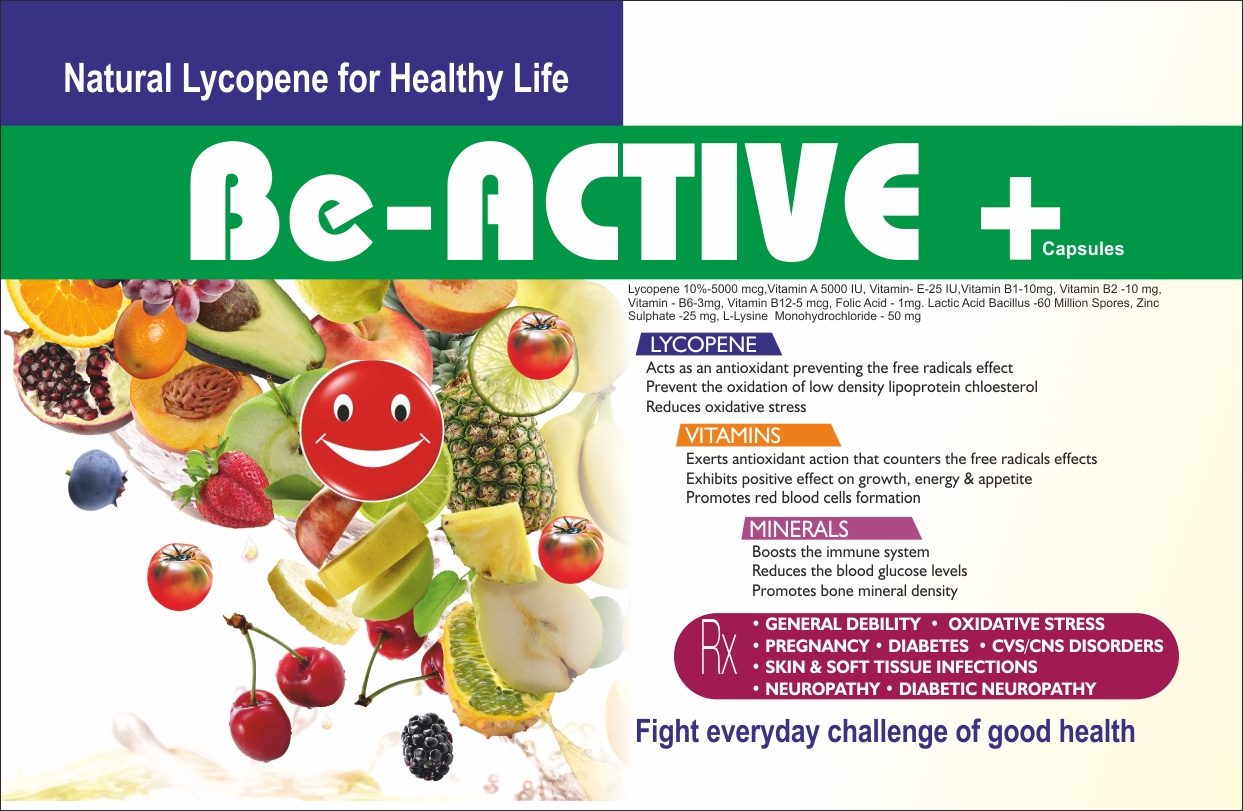 Natural Lycopene for Healthy Life
Be-ACTIVE +
Capsules
Lycopene 10%-5000 mcg,Vitamin A 5000 IU, Vitamin- E-25 IU,Vitamin B1-10mg, Vitamin B2 -10 mg,
Vitamin - B6-3mg, Vitamin B12-5 mcg, Folic Acid - 1mg. Lactic Acid Bacillus -60 Million Spores, Zinc
Sulphate -25 mg, L-Lysine Monohydrochloride - 50 mg
LYCOPENE
Acts as an antioxidant preventing the free radicals effect
Prevent the oxidation of low density lipoprotein chloesterol
Reduces oxidative stress
VITAMINS
Exerts antioxidant action that counters the free radicals effects
Exhibits positive effect on growth, energy & appetite
Promotes red blood cells formation
MINERALS
Boosts the immune system
Reduces the blood glucose levels
Promotes bone mineral density
Rx
• GENERAL DEBILITY • OXIDATIVE STRESS
• PREGNANCY • DIABETES • CVS/CNS DISORDERS
• SKIN & SOFT TISSUE INFECTIONS
• NEUROPATHY • DIABETIC NEUROPATHY
Fight everyday challenge of good health